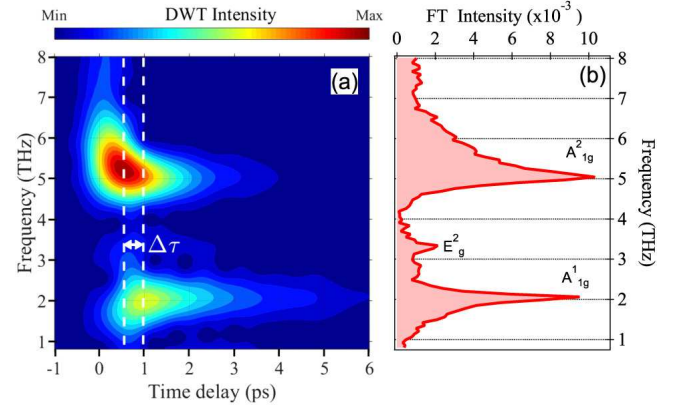 Min DWT Intensity Max
FT Intensity (x10⁻³)
0 2 4 6 8 10
(a)
(b)
8
7
6
5
4
3
2
1
Frequency (THz)
Δτ
-1 0 1 2 3 4 5 6
Time delay (ps)
A²₁g
E²g
A¹₁g
8
7
6
5
4
3
2
1
Frequency (THz)